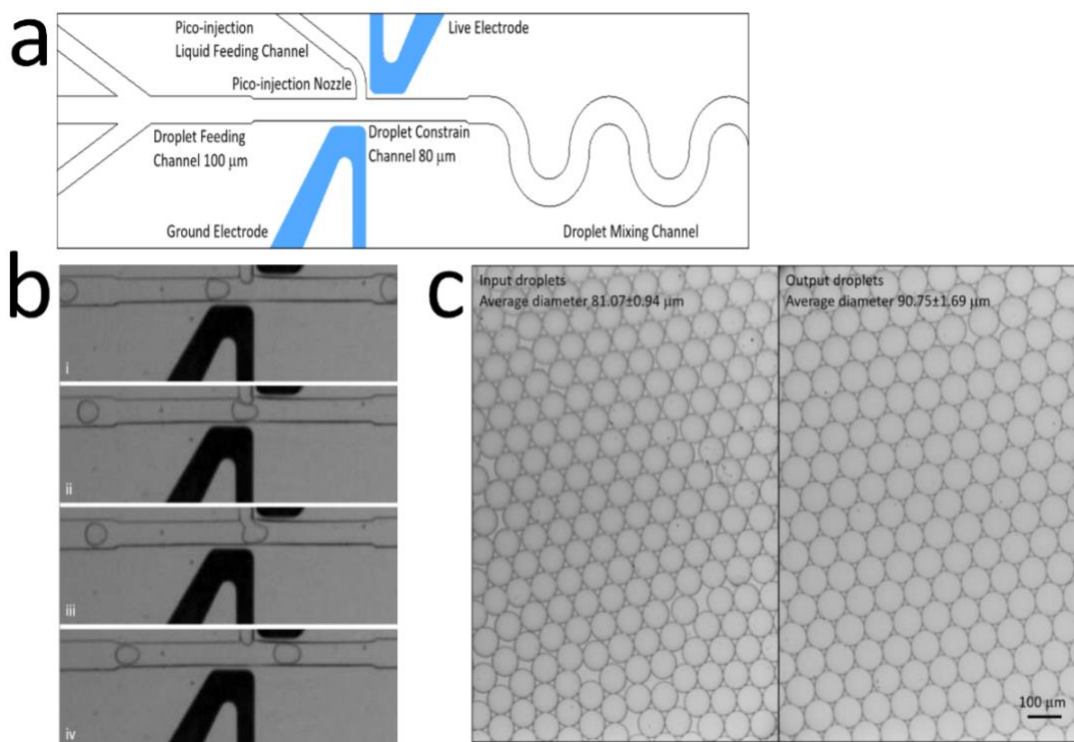 a
Pico-injection
Liquid Feeding Channel
Live Electrode
Pico-injection Nozzle
Droplet Feeding
Channel 100 μm
Droplet Constrain
Channel 80 μm
Ground Electrode
Droplet Mixing Channel
b
i
ii
iii
iv
c
Input droplets
Average diameter 81.07±0.94 μm
Output droplets
Average diameter 90.75±1.69 μm
100 μm